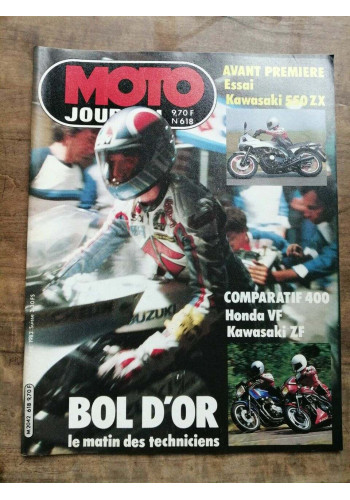 MOTO
JOURNAL
9,70 F
N 618
AVANT PREMIERE
Essai
Kawasaki 550 ZX
COMPARATIF 400
Honda VF
Kawasaki ZF
SUZUKI
BOL D'OR
le matin des techniciens